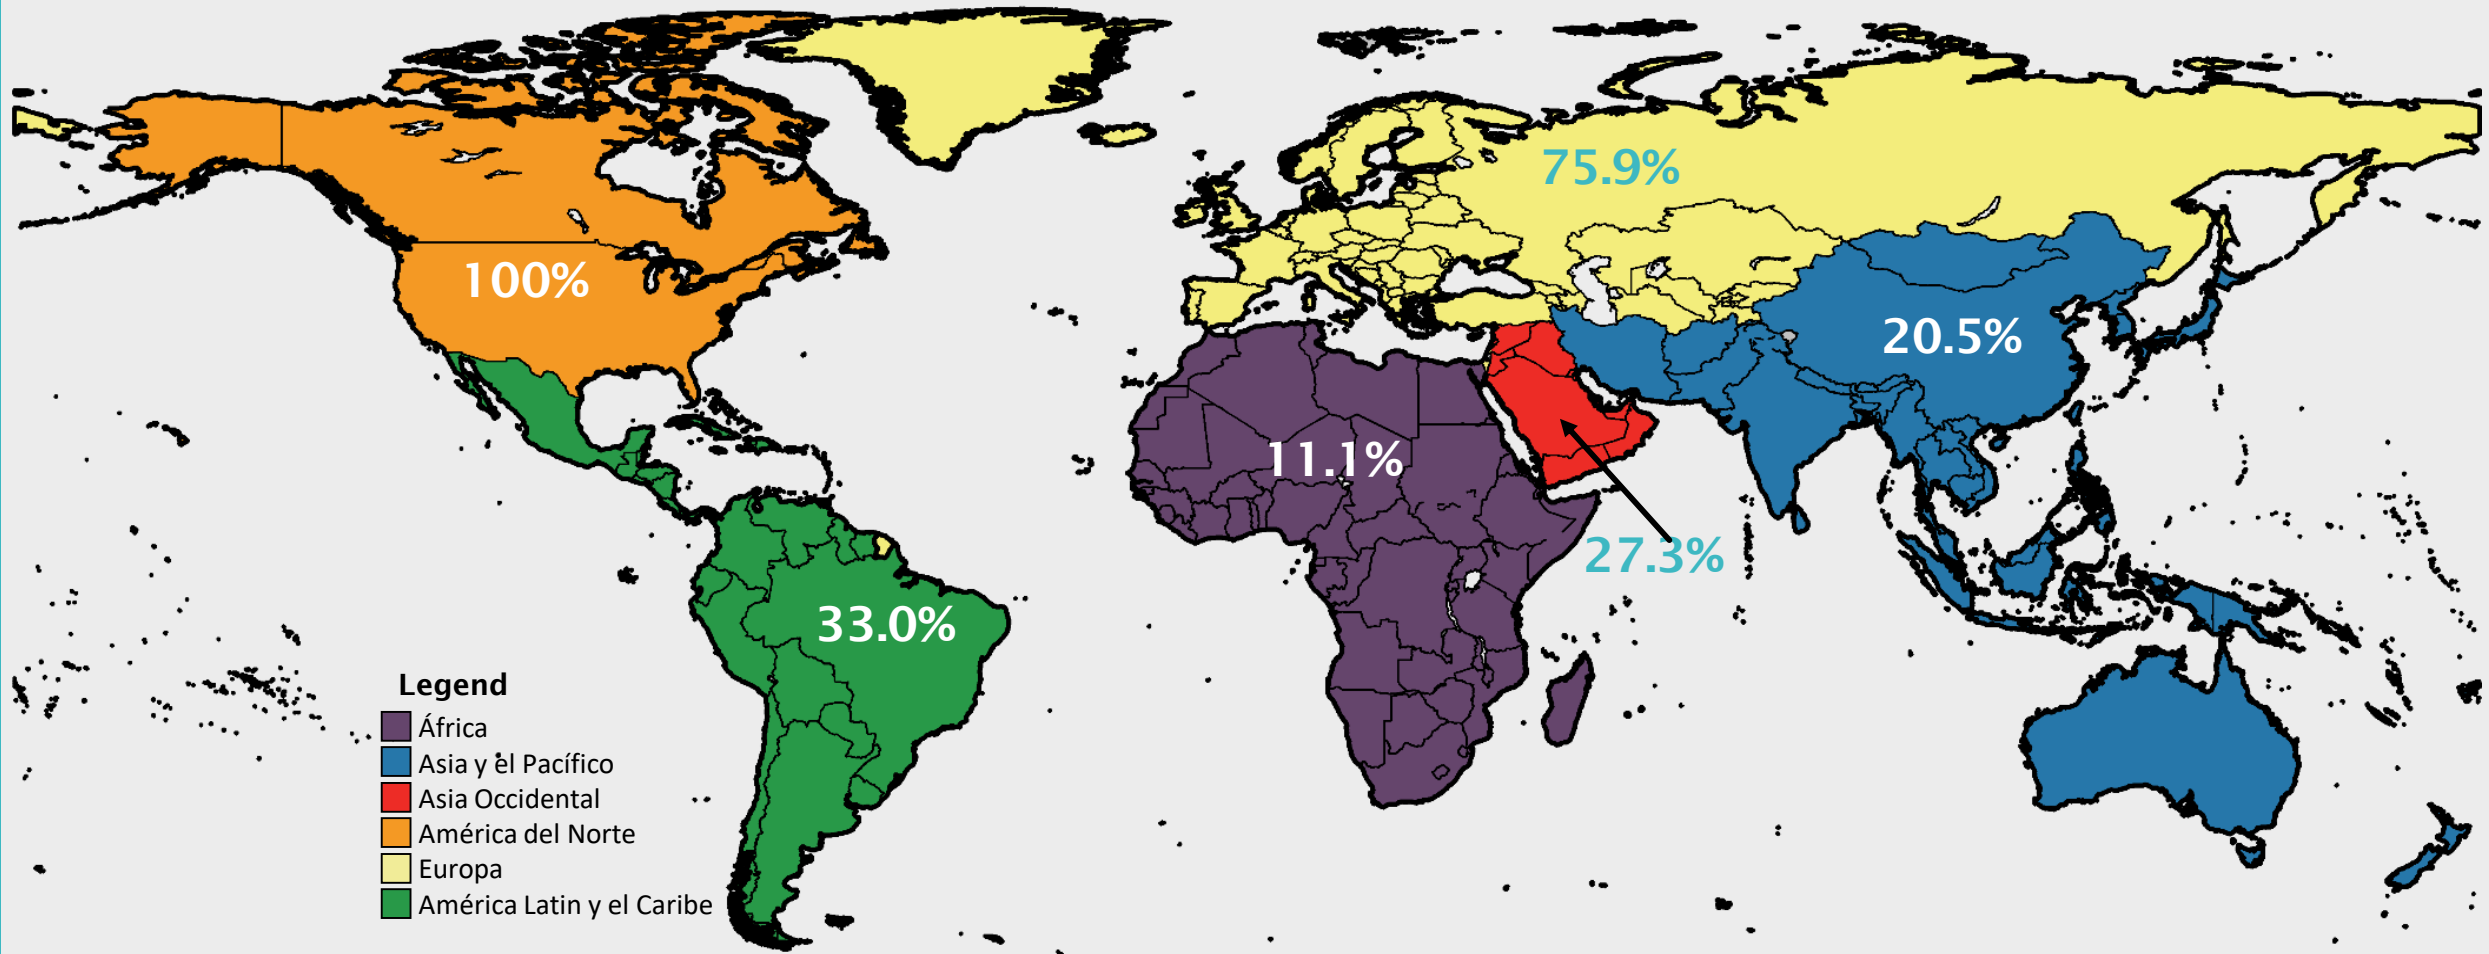 75.9%
100%
20.5%
11.1%
27.3%
33.0%
Legend
África
Asia y el Pacífico
Asia Occidental
América del Norte
Europa
América Latin y el Caribe